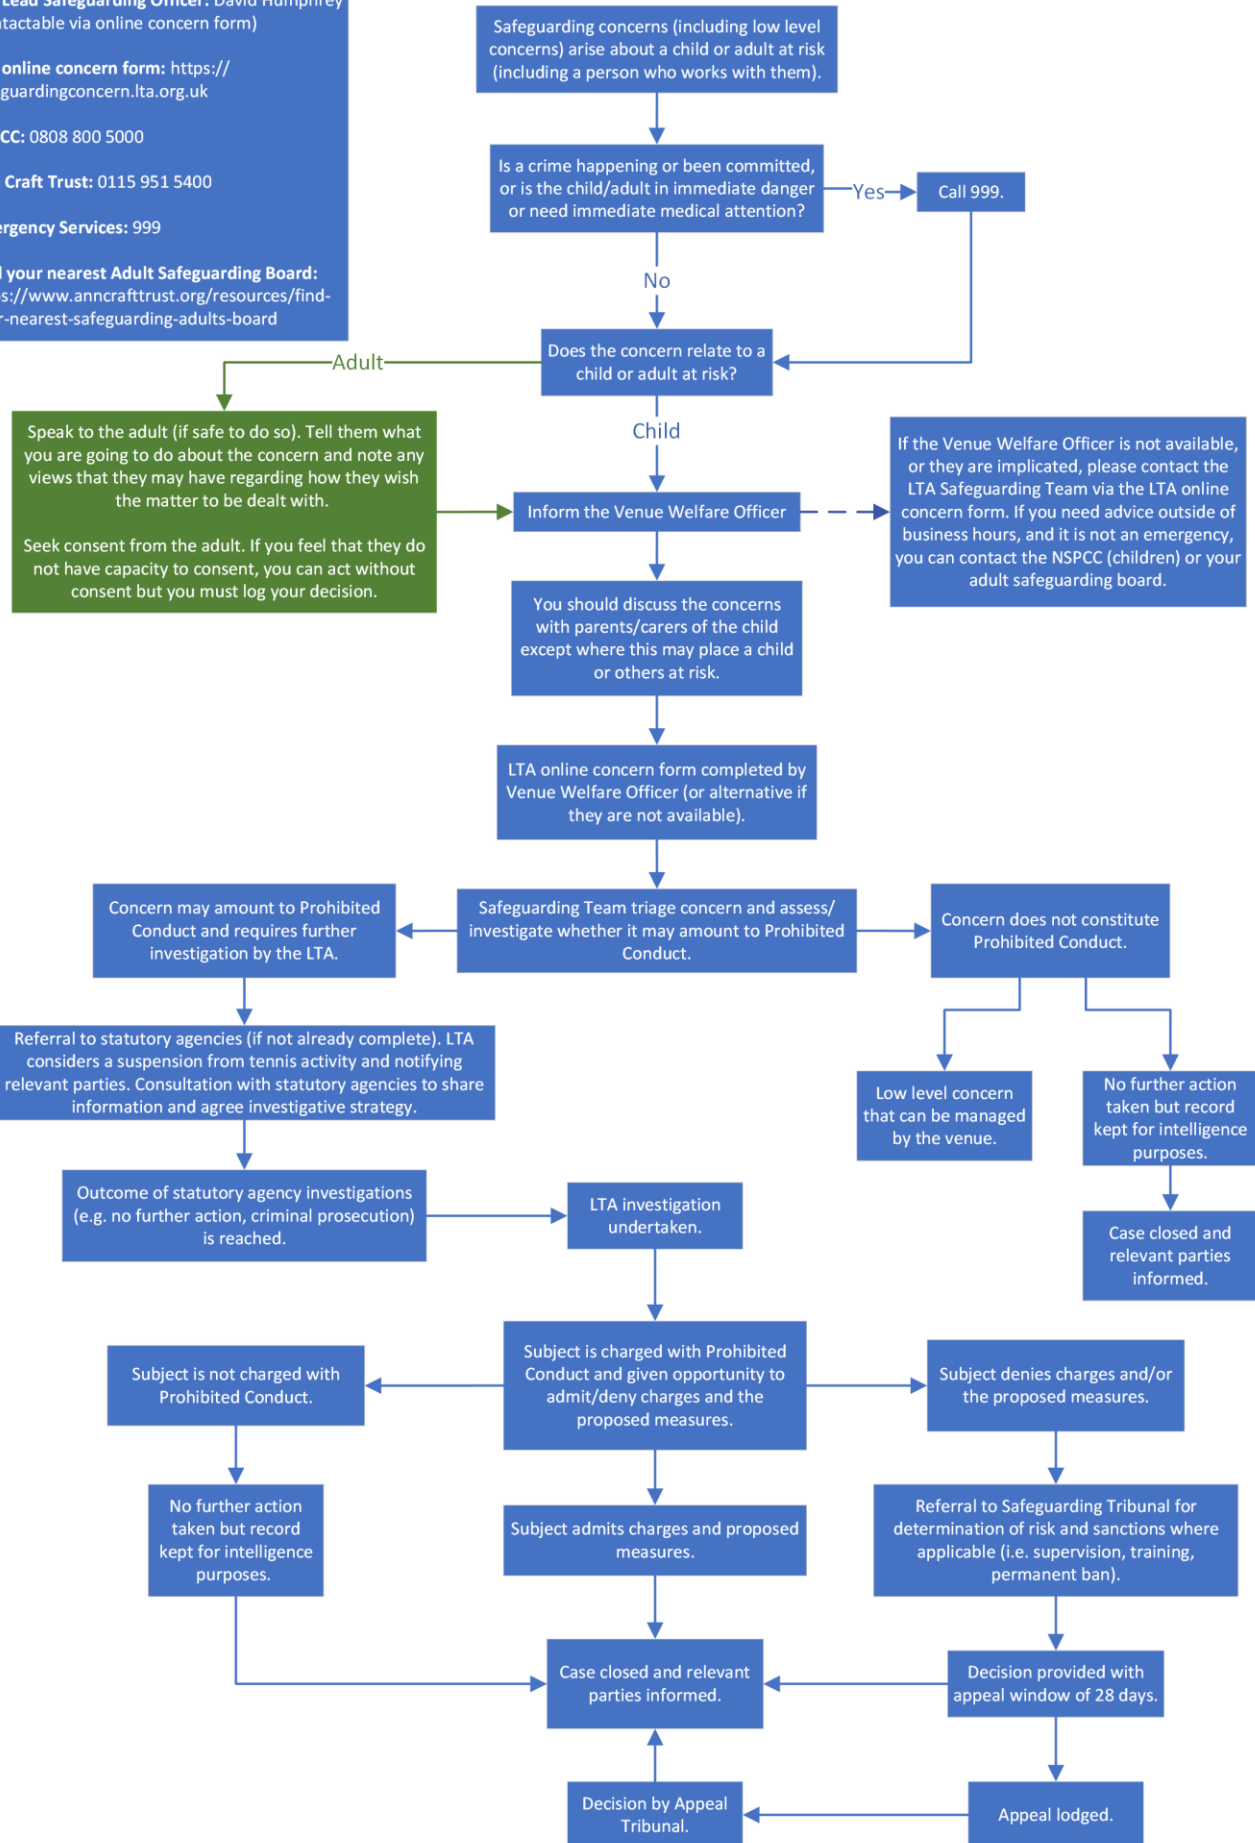 Lead Safeguarding Officer: David Humphrey
via online concern form)
online concern form: https://
guardingconcern.lta.org.uk
0808 800 5000
Craft Trust: 0115 951 5400
Services: 999
your nearest Adult Safeguarding Board:
s://www.anncrafttrust.org/resources/find-
r-nearest-safeguarding-adults-board
Safeguarding concerns (including low level
concerns) arise about a child or adult at risk
(including a person who works with them).
Is a crime happening or been committed,
or is the child/adult in immediate danger
or need immediate medical attention?
Yes
Call 999.
No
Does the concern relate to a
child or adult at risk?
Adult
Child
Speak to the adult (if safe to do so). Tell them what
you are going to do about the concern and note any
views that they may have regarding how they wish
the matter to be dealt with.
Seek consent from the adult. If you feel that they do
not have capacity to consent, you can act without
consent but you must log your decision.
Inform the Venue Welfare Officer
If the Venue Welfare Officer is not available,
or they are implicated, please contact the
LTA Safeguarding Team via the LTA online
concern form. If you need advice outside of
business hours, and it is not an emergency,
you can contact the NSPCC (children) or your
adult safeguarding board.
You should discuss the concerns
with parents/carers of the child
except where this may place a child
or others at risk.
LTA online concern form completed by
Venue Welfare Officer (or alternative if
they are not available).
Safeguarding Team triage concern and assess/
investigate whether it may amount to Prohibited
Conduct.
Concern may amount to Prohibited
Conduct and requires further
investigation by the LTA.
Concern does not constitute
Prohibited Conduct.
Referral to statutory agencies (if not already complete). LTA
considers a suspension from tennis activity and notifying
relevant parties. Consultation with statutory agencies to share
information and agree investigative strategy.
Low level concern
that can be managed
by the venue.
No further action
taken but record
kept for intelligence
purposes.
Outcome of statutory agency investigations
(e.g. no further action, criminal prosecution)
is reached.
LTA investigation
undertaken.
Case closed and
relevant parties
informed.
Subject is not charged with
Prohibited Conduct.
Subject is charged with Prohibited
Conduct and given opportunity to
admit/deny charges and the
proposed measures.
Subject denies charges and/or
the proposed measures.
No further action
taken but record
kept for intelligence
purposes.
Subject admits charges and proposed
measures.
Referral to Safeguarding Tribunal for
determination of risk and sanctions where
applicable (i.e. supervision, training,
permanent ban).
Case closed and relevant
parties informed.
Decision provided with
appeal window of 28 days.
Decision by Appeal
Tribunal.
Appeal lodged.